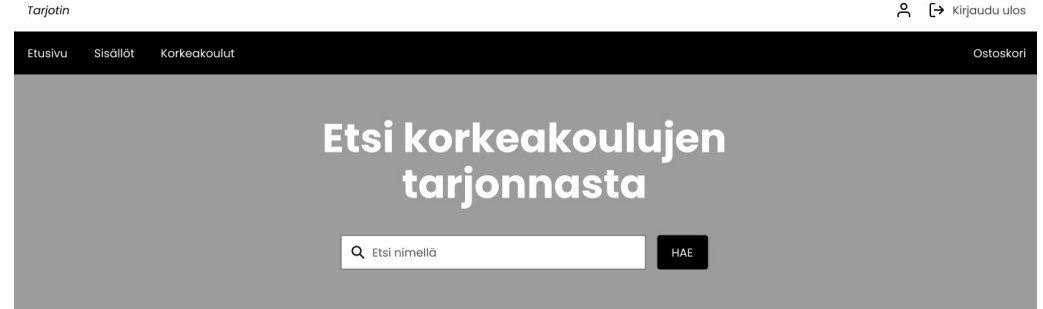 Tarjotin
Kirjaudu ulos
Etusivu Sisällöt Korkeakoulut Ostoskori
Etsi korkeakoulujen
tarjonnasta
Etsi nimellä
HAE